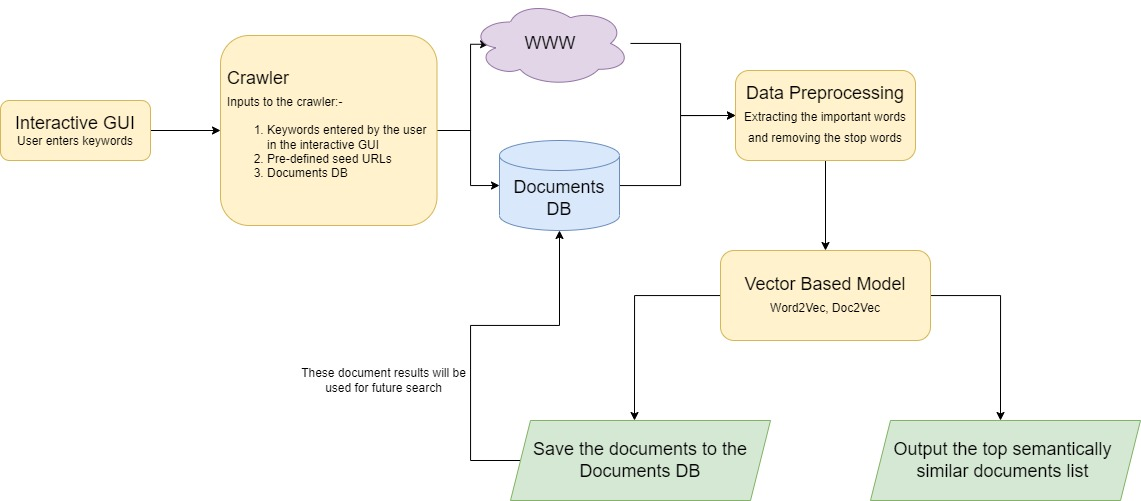 Interactive GUI
User enters keywords
Crawler
Inputs to the crawler:-
1. Keywords entered by the user
in the interactive GUI
2. Pre-defined seed URLs
3. Documents DB
WWW
Documents
DB
Data Preprocessing
Extracting the important words
and removing the stop words
Vector Based Model
Word2Vec, Doc2Vec
These document results will be
used for future search
Save the documents to the
Documents DB
Output the top semantically
similar documents list